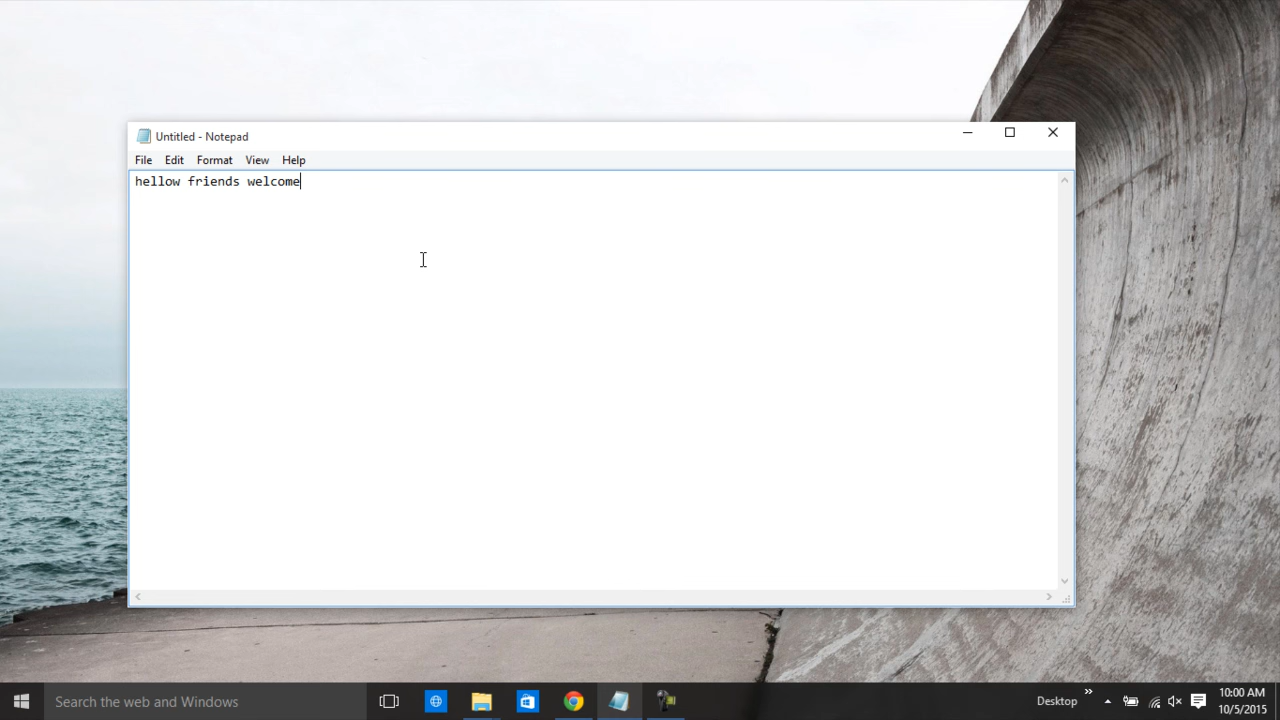 Untitled - Notepad
File Edit Format View Help
hellow friends welcome
Search the web and Windows
Desktop
10:00 AM
10/5/2015